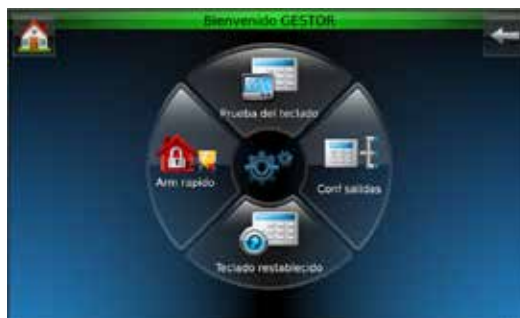 Bienvenido GESTOR
Prueba del teclado
Arm rapido
Conf salidas
Teclado restablecido